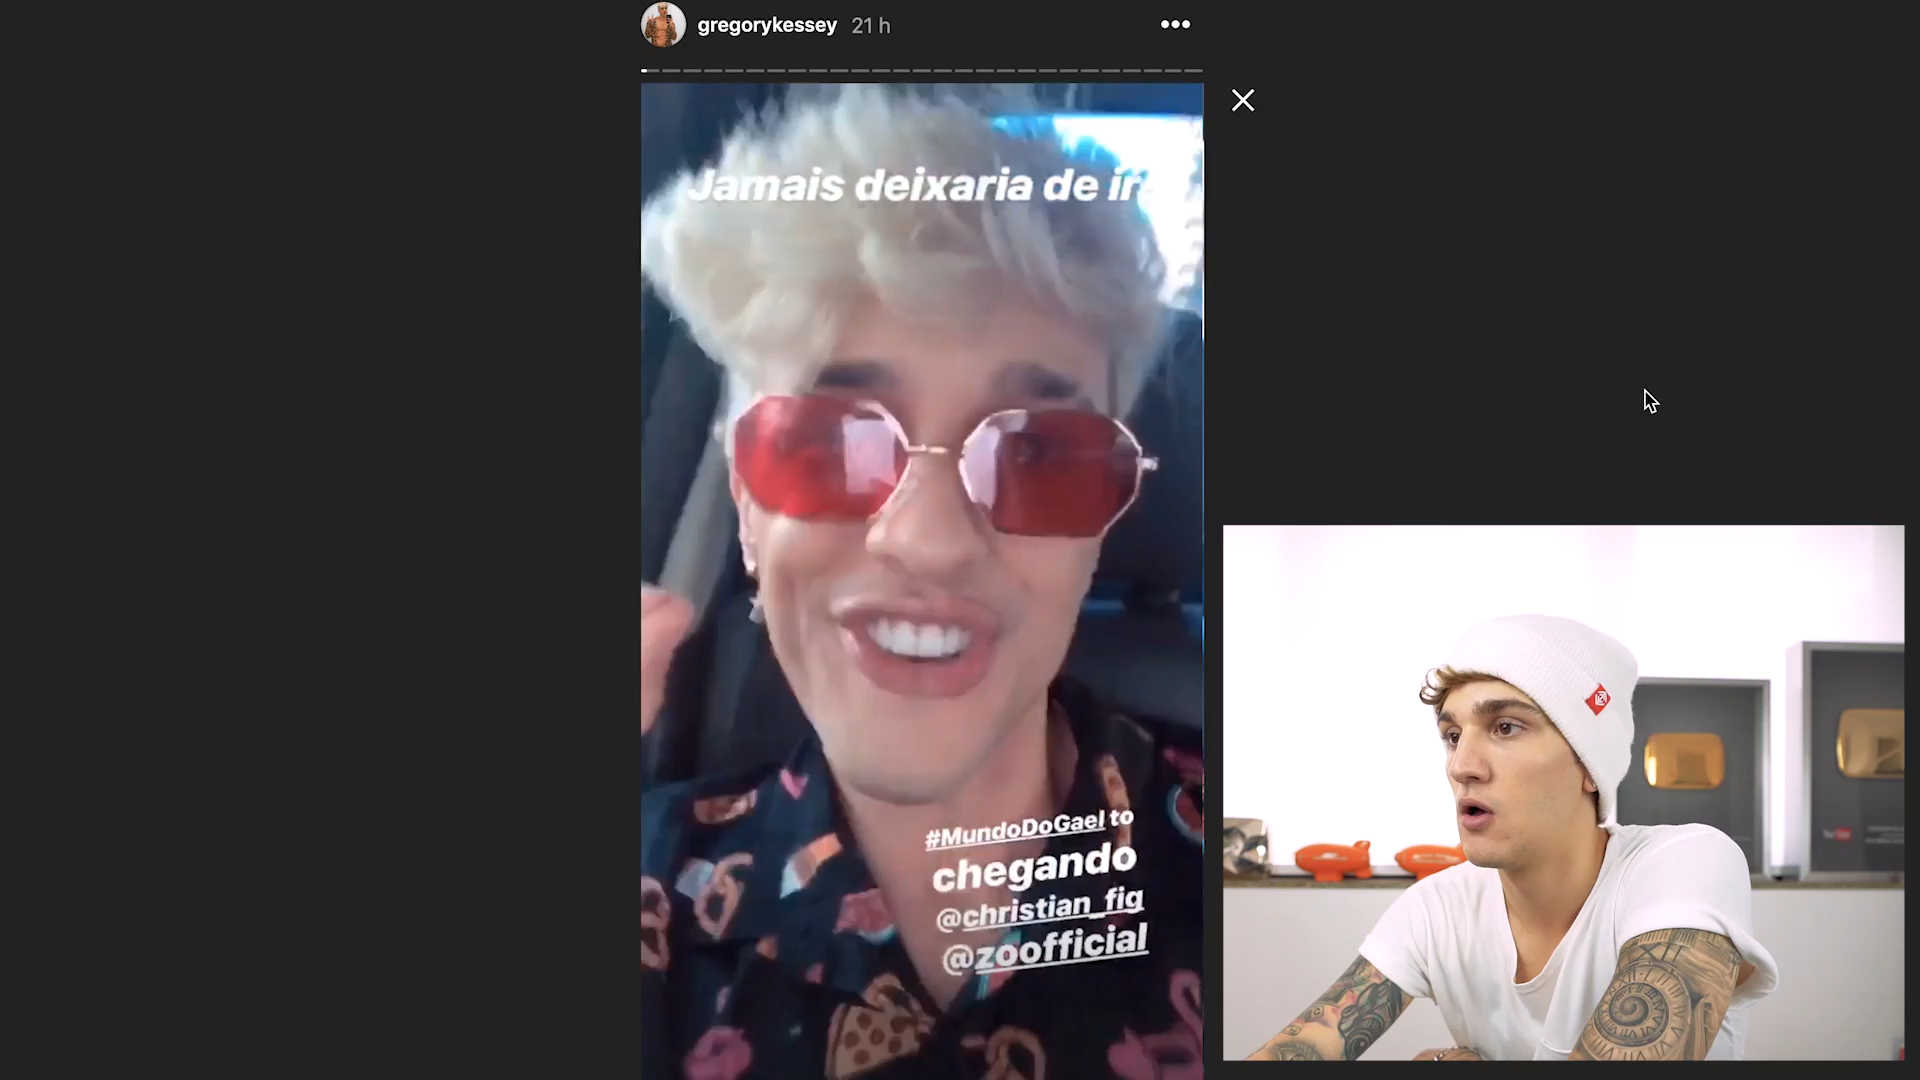 gregorykessey 21 h
Jamais deixaria de ir
#MundoDoGael to
chegando
@christian_fig
@zoofficial